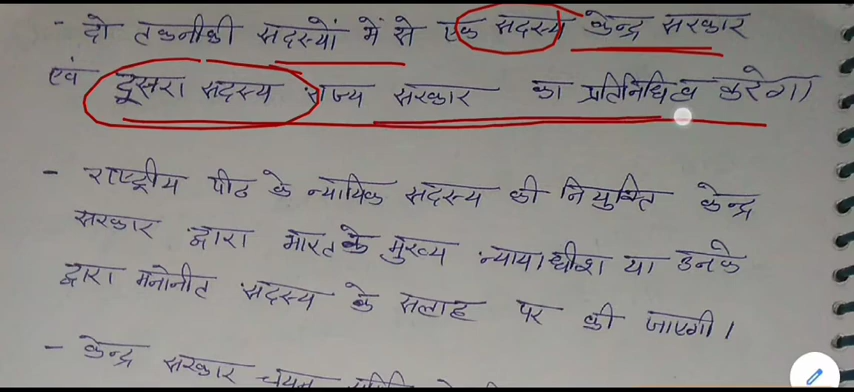 - दो तकनीकी सदस्यों में से एक सदस्य केन्द्र सरकार
एवं दूसरा सदस्य राज्य सरकार का प्रतिनिधित्व करेगा।
- राष्ट्रीय पीठ के न्यायिक सदस्य की नियुक्ति केन्द्र
सरकार द्वारा भारत के मुख्य न्यायाधीश या उनके
द्वारा मनोनीत सदस्य के सलाह पर की जाएगी।
- केन्द्र सरकार चयन